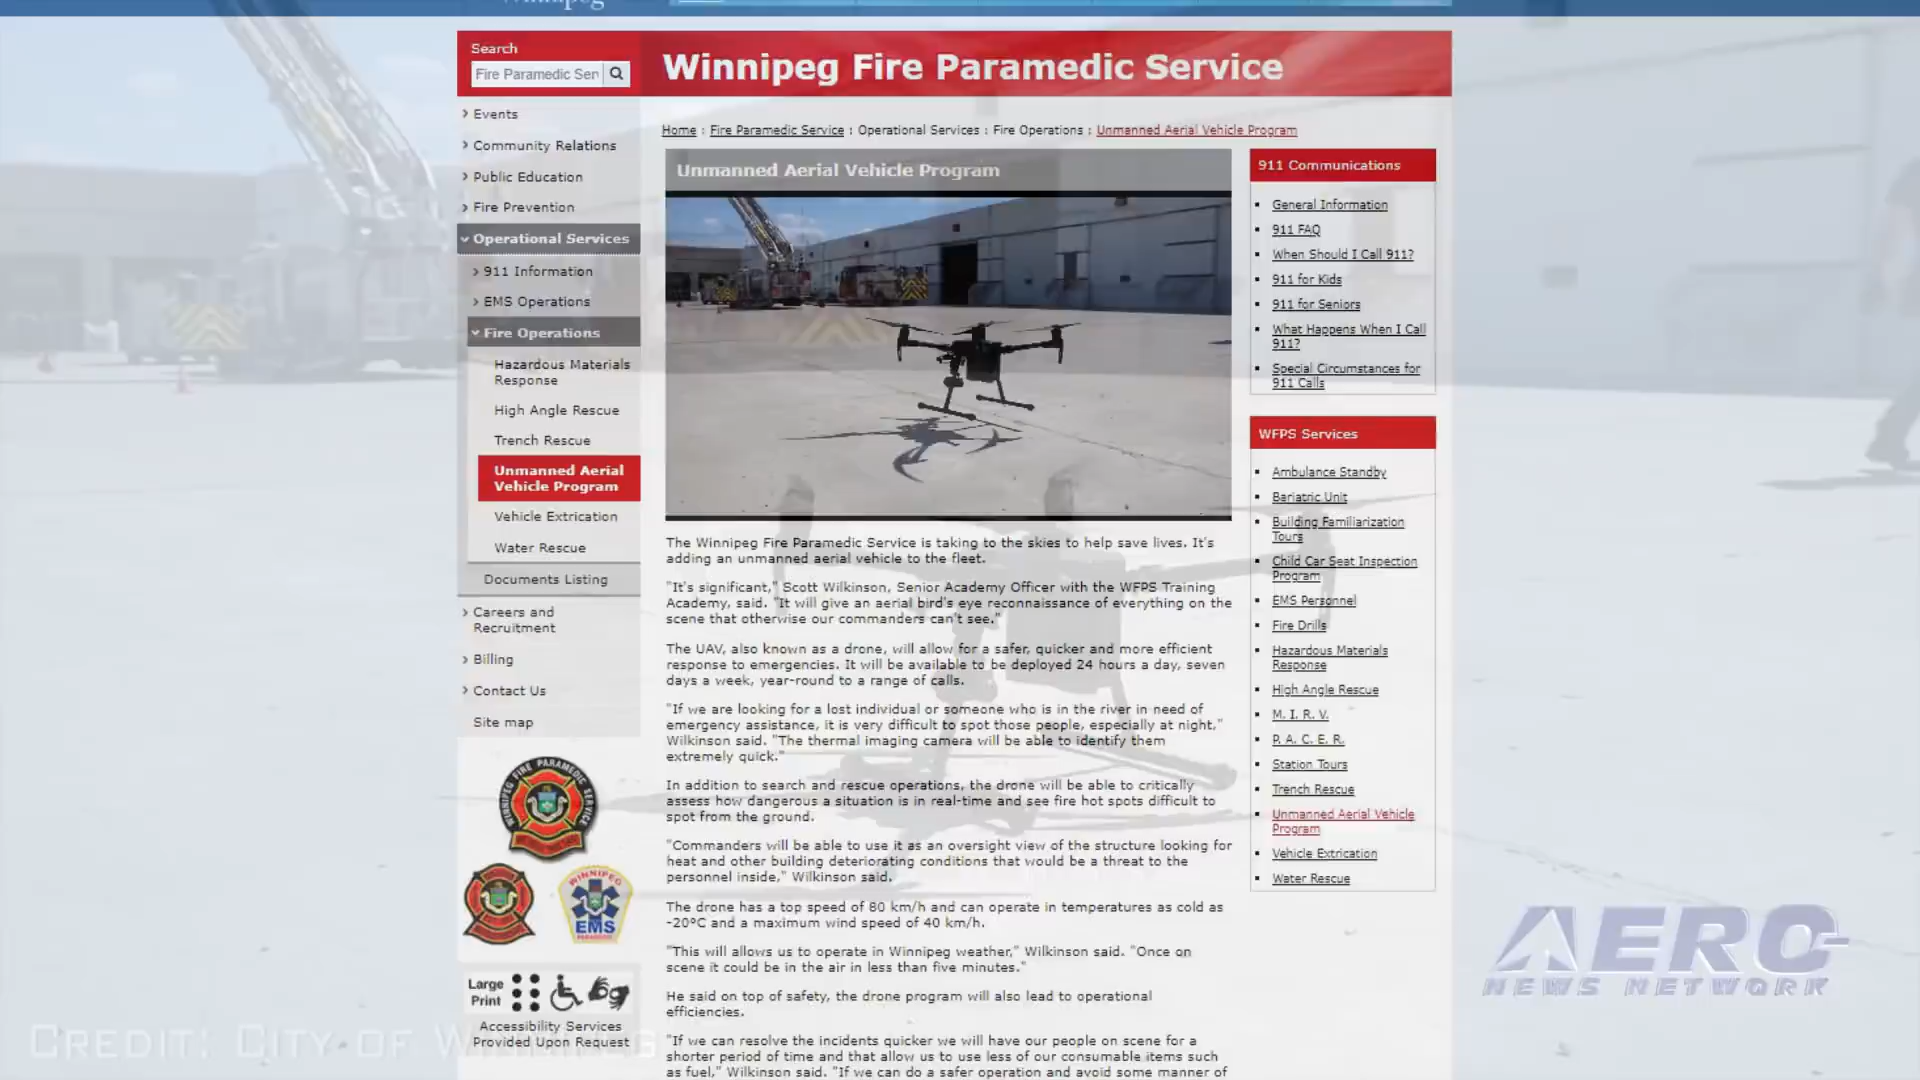 Winnipeg
Search
Fire Paramedic Ser
Winnipeg Fire Paramedic Service
Events
Community Relations
Public Education
Fire Prevention
Operational Services
911 Information
EMS Operations
Fire Operations
Hazardous Materials
Response
High Angle Rescue
Trench Rescue
Unmanned Aerial
Vehicle Program
Vehicle Extrication
Water Rescue
Documents Listing
Careers and
Recruitment
Billing
Contact Us
Site map
WINNIPEG FIRE PARAMEDIC SERVICE
WINNIPEG
EMS
Large
Print
Accessibility Services
Provided Upon Request
Home : Fire Paramedic Service : Operational Services : Fire Operations : Unmanned Aerial Vehicle Program
Unmanned Aerial Vehicle Program
The Winnipeg Fire Paramedic Service is taking to the skies to help save lives. It's
adding an unmanned aerial vehicle to the fleet.
"It's significant," Scott Wilkinson, Senior Academy Officer with the WFPS Training
Academy, said. "It will give an aerial bird's eye reconnaissance of everything on the
scene that otherwise our commanders can't see."
The UAV, also known as a drone, will allow for a safer, quicker and more efficient
response to emergencies. It will be available to be deployed 24 hours a day, seven
days a week, year-round to a range of calls.
"If we are looking for a lost individual or someone who is in the river in need of
emergency assistance, it is very difficult to spot those people, especially at night,"
Wilkinson said. "The thermal imaging camera will be able to identify them
extremely quick."
In addition to search and rescue operations, the drone will be able to critically
assess how dangerous a situation is in real-time and see fire hot spots difficult to
spot from the ground.
"Commanders will be able to use it as an oversight view of the structure looking for
heat and other building deteriorating conditions that would be a threat to the
personnel inside," Wilkinson said.
The drone has a top speed of 80 km/h and can operate in temperatures as cold as
-20°C and a maximum wind speed of 40 km/h.
"This will allows us to operate in Winnipeg weather," Wilkinson said. "Once on
scene it could be in the air in less than five minutes."
He said on top of safety, the drone program will also lead to operational
efficiencies.
"If we can resolve the incidents quicker we will have our people on scene for a
shorter period of time and that allow us to use less of our consumable items such
as fuel," Wilkinson said. "If we can do a safer operation and avoid some manner of
911 Communications
General Information
911 FAQ
When Should I Call 911?
911 for Kids
911 for Seniors
What Happens When I Call
911?
Special Circumstances for
911 Calls
WFPS Services
Ambulance Standby
Bariatric Unit
Building Familiarization
Tours
Child Car Seat Inspection
Program
EMS Personnel
Fire Drills
Hazardous Materials
Response
High Angle Rescue
M. I. R. V.
P. A. C. E. R.
Station Tours
Trench Rescue
Unmanned Aerial Vehicle
Program
Vehicle Extrication
Water Rescue
AERO
NEWS NETWORK
CREDIT: CITY OF WINNIPEG